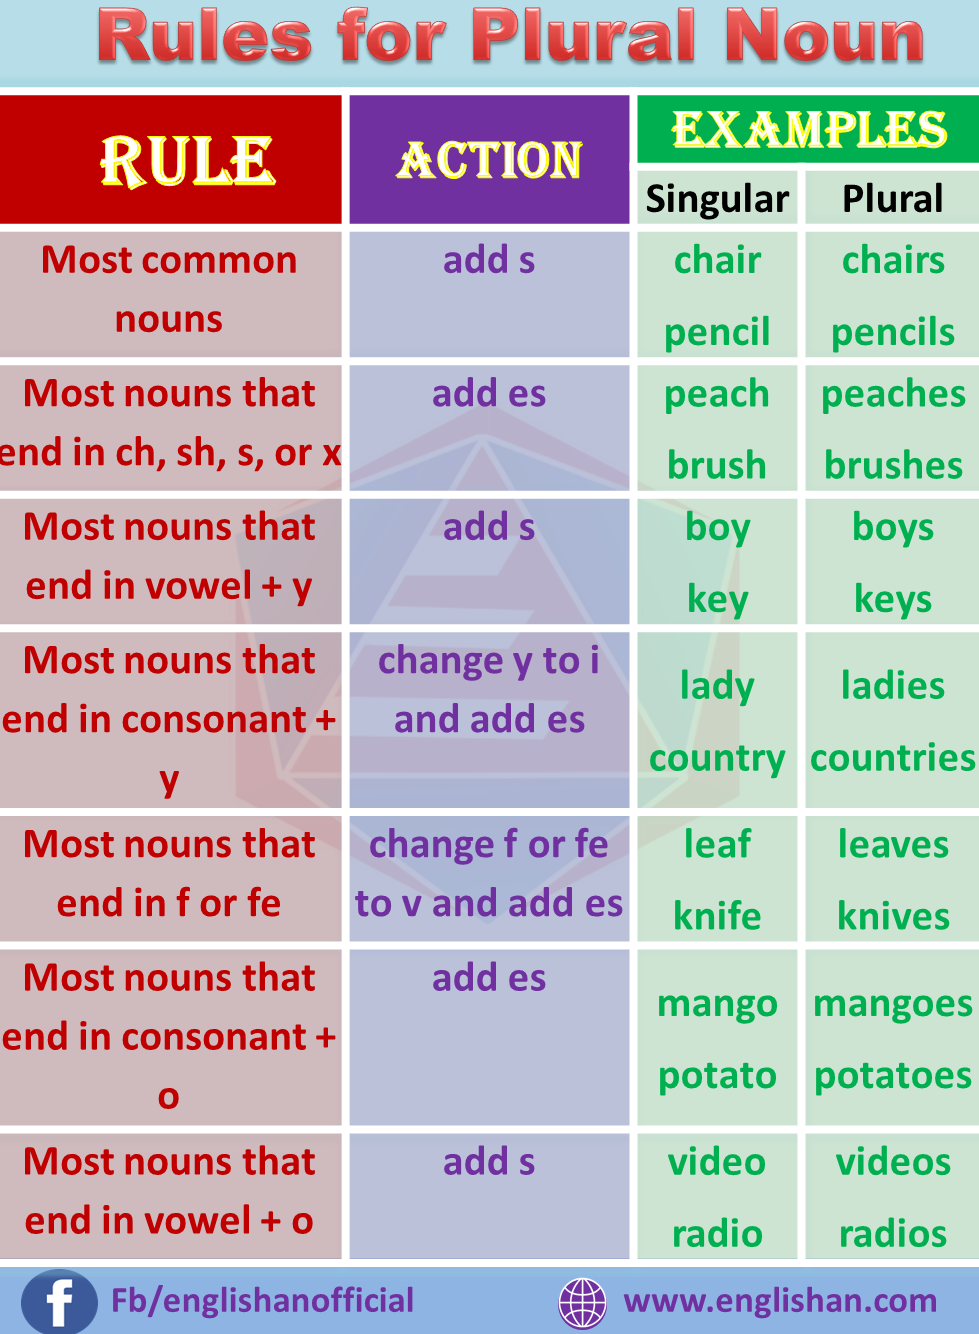 Rules for Plural Noun
RULE
ACTION
EXAMPLES
Singular
Plural
Most common
nouns
add s
chair
chairs
pencil
pencils
Most nouns that
end in ch, sh, s, or x
add es
peach
peaches
brush
brushes
Most nouns that
end in vowel + y
add s
boy
boys
key
keys
Most nouns that
end in consonant +
y
change y to i
and add es
lady
ladies
country
countries
Most nouns that
end in f or fe
change f or fe
to v and add es
leaf
leaves
knife
knives
Most nouns that
end in consonant +
o
add es
mango
mangoes
potato
potatoes
Most nouns that
end in vowel + o
add s
video
videos
radio
radios
f
Fb/englishanofficial
www.englishan.com